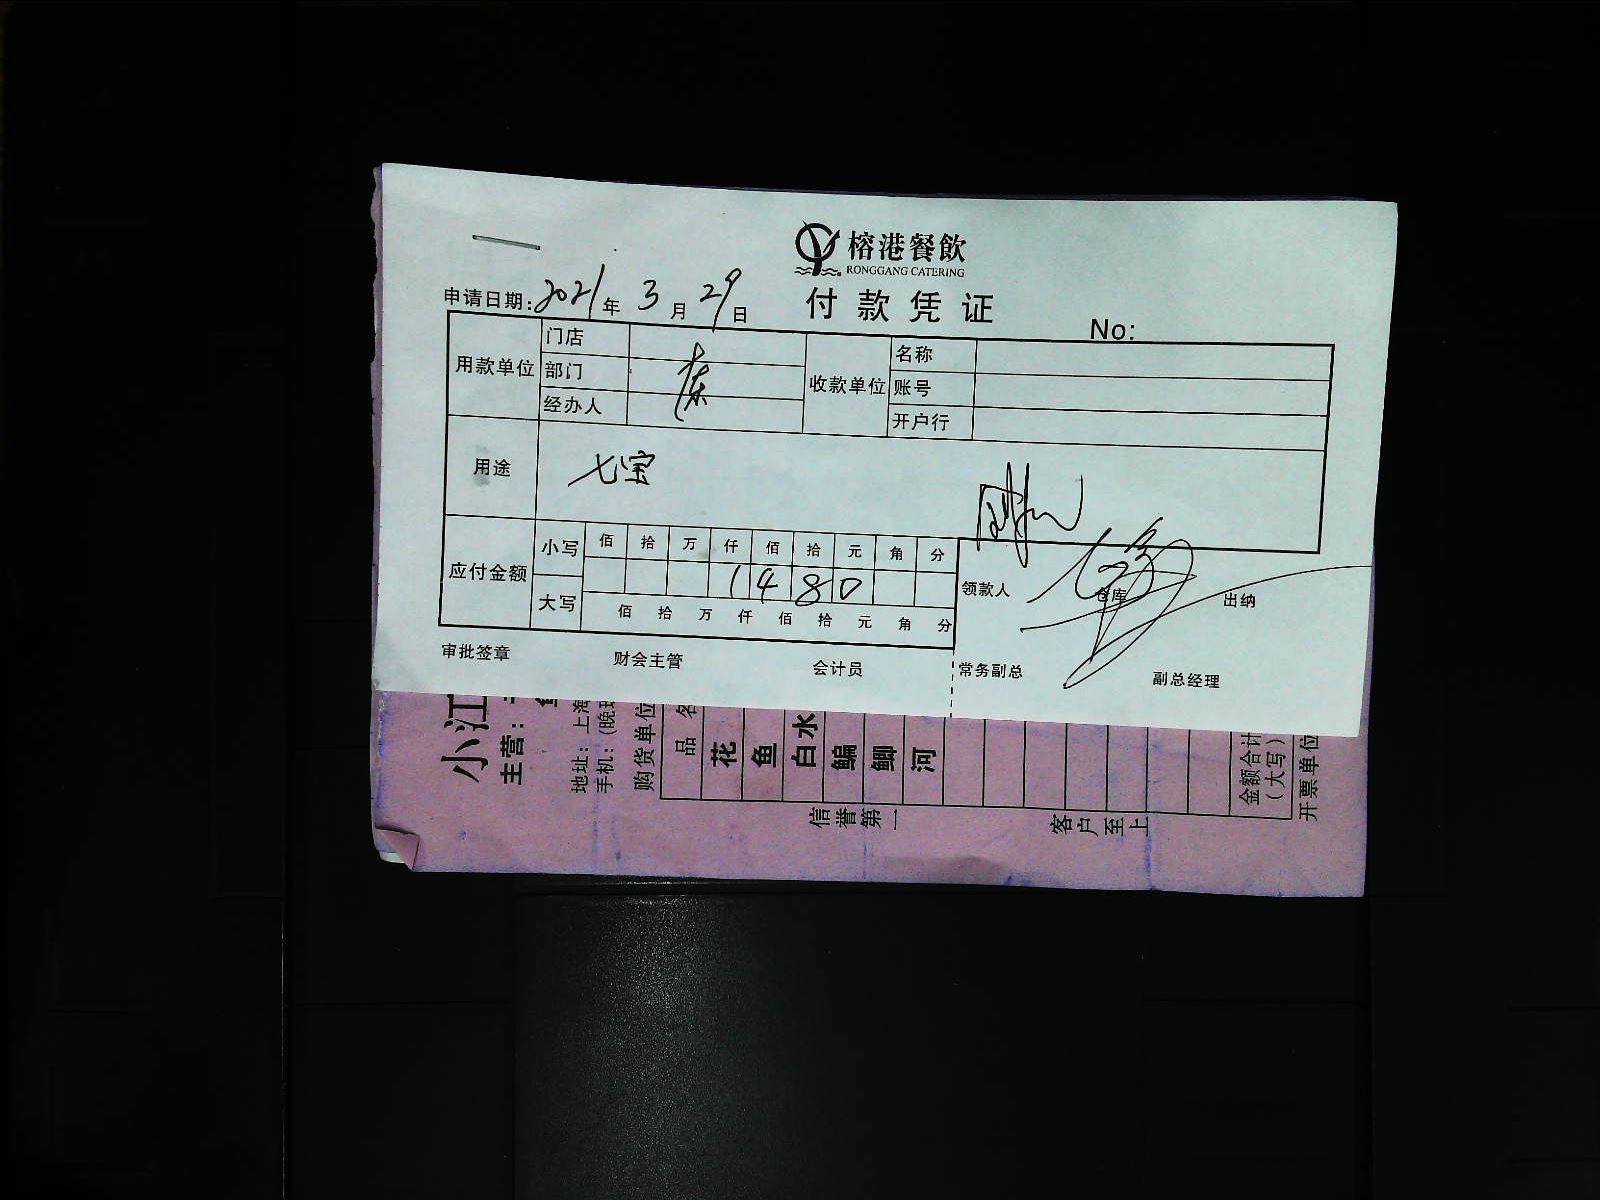 榕港餐飲
RONGGANG CATERING
付款凭证
申请日期:2021年3月29日
No:
用款单位 门店 收款单位 名称
部门 账号
经办人 开户行
用途 七宝
应付金额 小写 佰 拾 万 仟 佰 拾 元 角 分
1 4 8 0
大写 佰 拾 万 仟 佰 拾 元 角 分
领款人 仓库 出纳
审批签章 财会主管 会计员 常务副总 副总经理
小江
主营:
地址:上海
手机:(晚班
购货单位
品名
花
鱼
白水
鳊
鲫
河
金额合计
(大写)
开票单位
信誉第一
客户至上